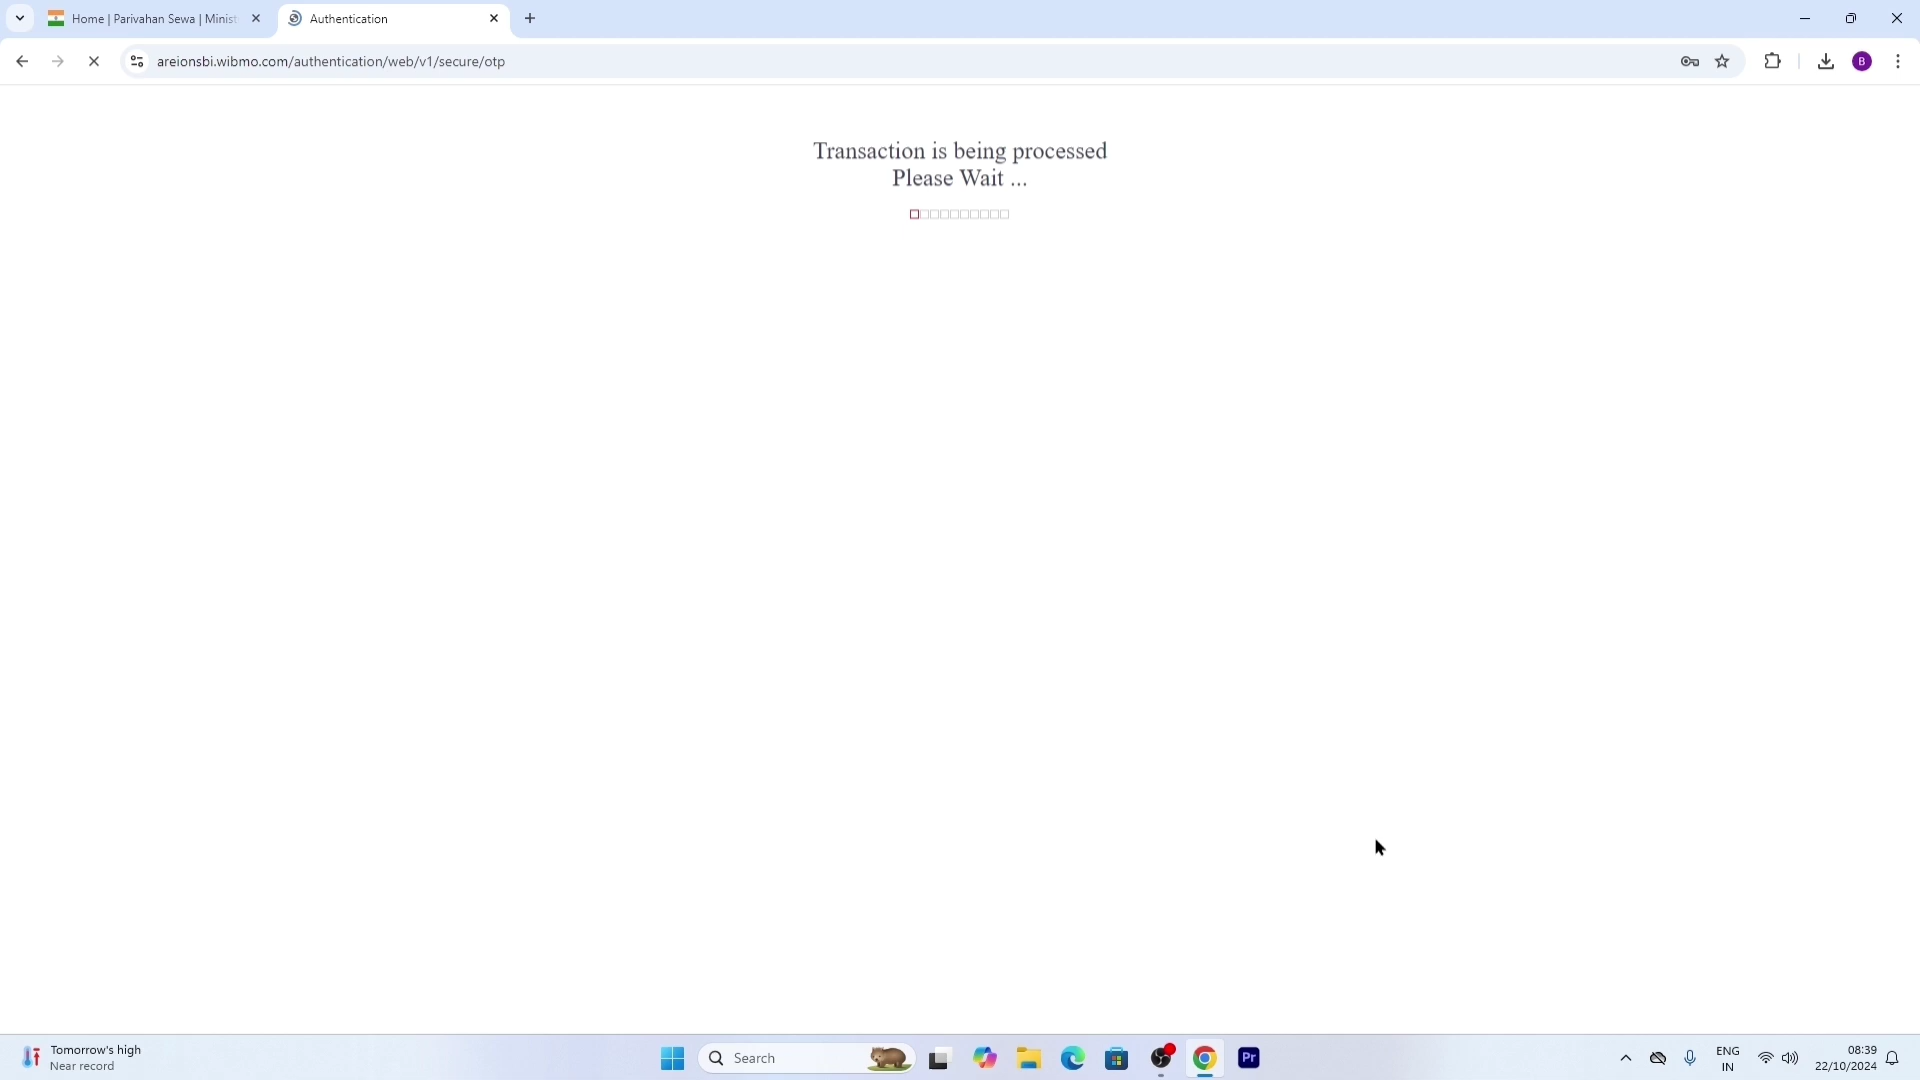 Home | Parivahan Sewa | Minist
Authentication
areionsbi.wibmo.com/authentication/web/v1/secure/otp
B
Transaction is being processed
Please Wait ...
Tomorrow's high
Near record
Search
Pr
ENG
IN
08:39
22/10/2024